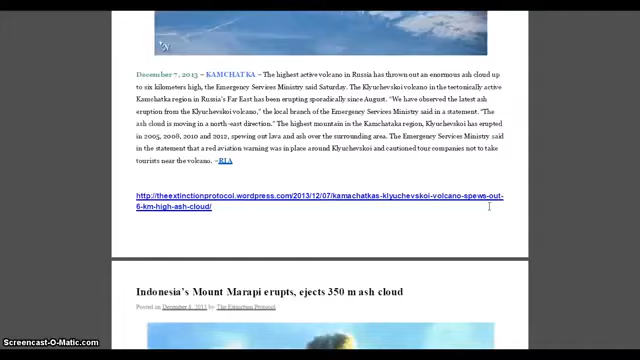 December 7, 2013 – KAMCHATKA – The highest active volcano in Russia has thrown out an enormous ash cloud up
to six kilometers high, the Emergency Services Ministry said Saturday. The Klyuchevskoi volcano in the tectonically active
Kamchatka region in Russia's Far East has been erupting sporadically since August. "We have observed the latest ash
eruption from the Klyuchevskoi volcano," the local branch of the Emergency Services Ministry said in a statement. "The
ash cloud is moving in a north-east direction." The highest mountain in the Kamchatka region, Klyuchevskoi has erupted
in 2005, 2008, 2010 and 2012, spewing out lava and ash over the surrounding area. The Emergency Services Ministry said
in the statement that a red aviation warning was in place around Klyuchevskoi and cautioned tour companies not to take
tourists near the volcano. –RIA
http://theextinctionprotocol.wordpress.com/2013/12/07/kamachatkas-klyuchevskoi-volcano-spews-out-
6-km-high-ash-cloud/
Indonesia's Mount Marapi erupts, ejects 350 m ash cloud
Posted on December 4, 2011 by The Extinction Protocol
Screencast-O-Matic.com